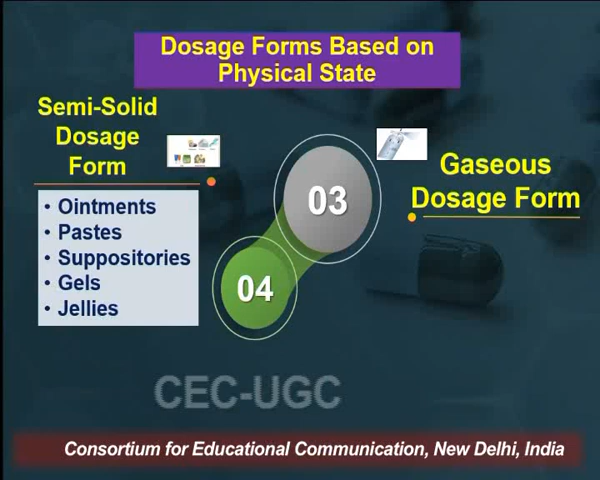 Dosage Forms Based on
Physical State
Semi-Solid
Dosage
Form
• Ointments
• Pastes
• Suppositories
• Gels
• Jellies
03
04
Gaseous
Dosage Form
CEC-UGC
Consortium for Educational Communication, New Delhi, India